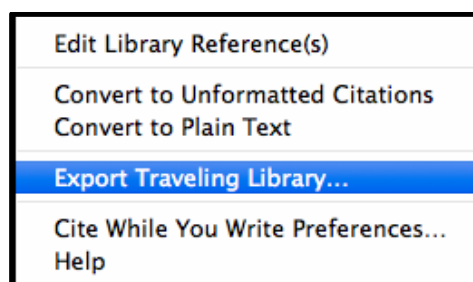 Edit Library Reference(s)
Convert to Unformatted Citations
Convert to Plain Text
Export Traveling Library...
Cite While You Write Preferences...
Help